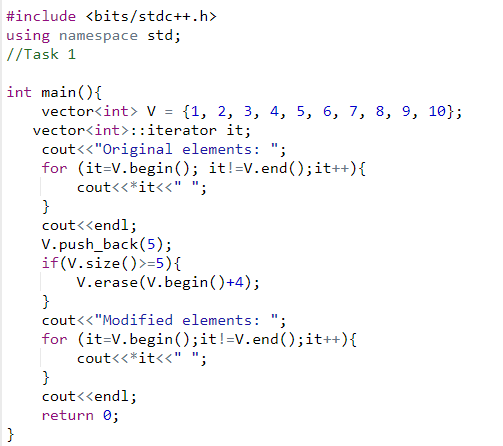 #include <bits/stdc++.h>
using namespace std;
//Task 1

int main(){
    vector<int> V = {1, 2, 3, 4, 5, 6, 7, 8, 9, 10};
   vector<int>::iterator it;
    cout<<"Original elements: ";
    for (it=V.begin(); it!=V.end();it++){
        cout<<*it<<" ";
    }
    cout<<endl;
    V.push_back(5);
    if(V.size()>=5){
        V.erase(V.begin()+4);
    }
    cout<<"Modified elements: ";
    for (it=V.begin();it!=V.end();it++){
        cout<<*it<<" ";
    }
    cout<<endl;
    return 0;
}